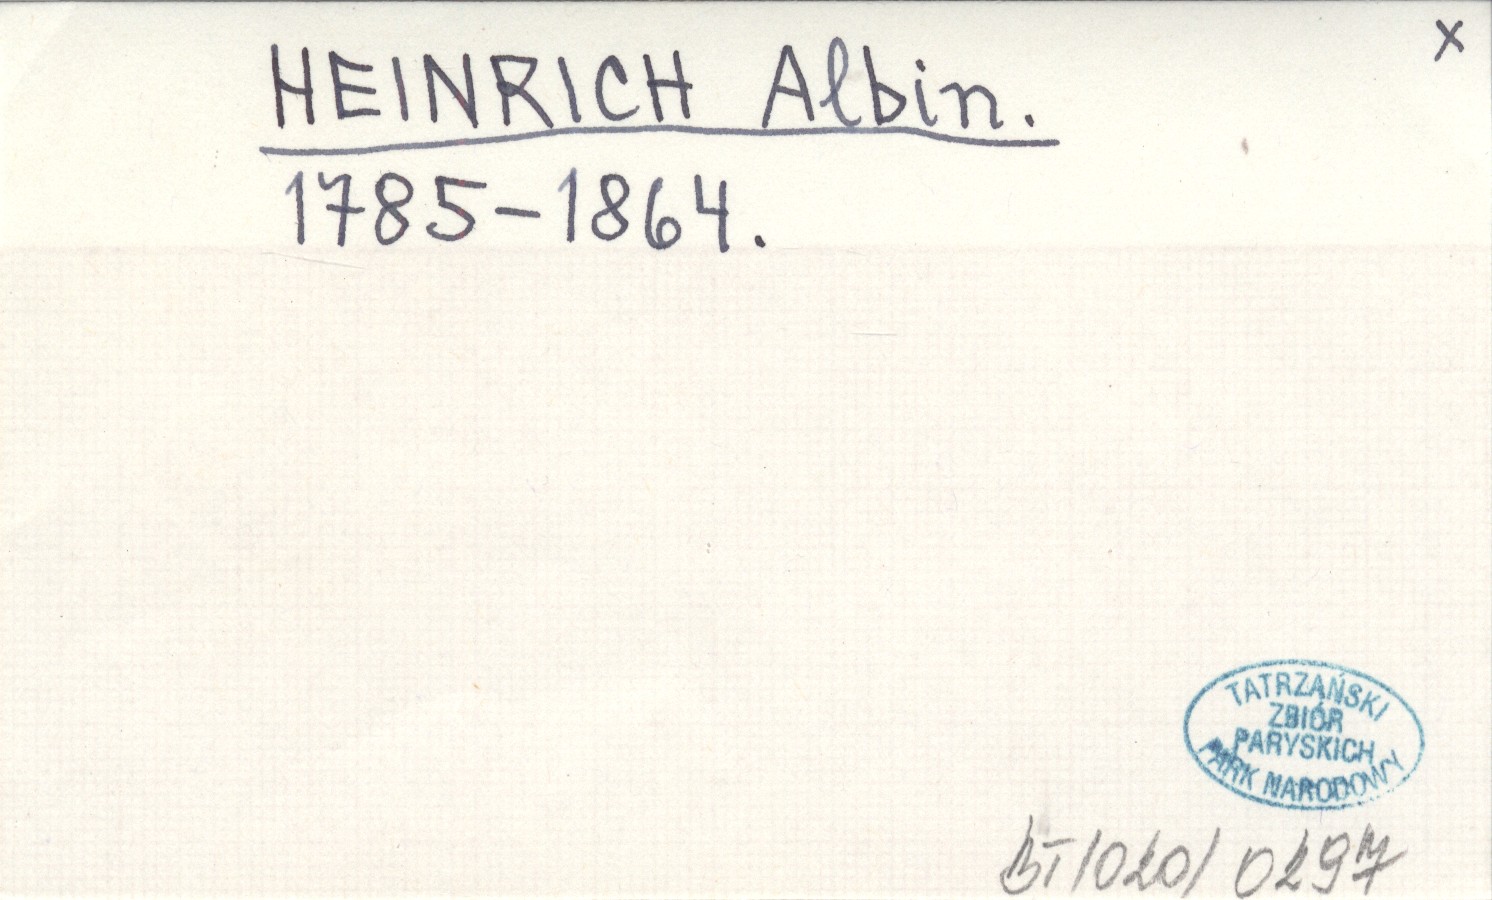 x
HEINRICH Albin.
1785-1864.
TATRZAŃSKI
ZBIÓR
PARYSKICH
PARK NARODOWY
BT/020/0297